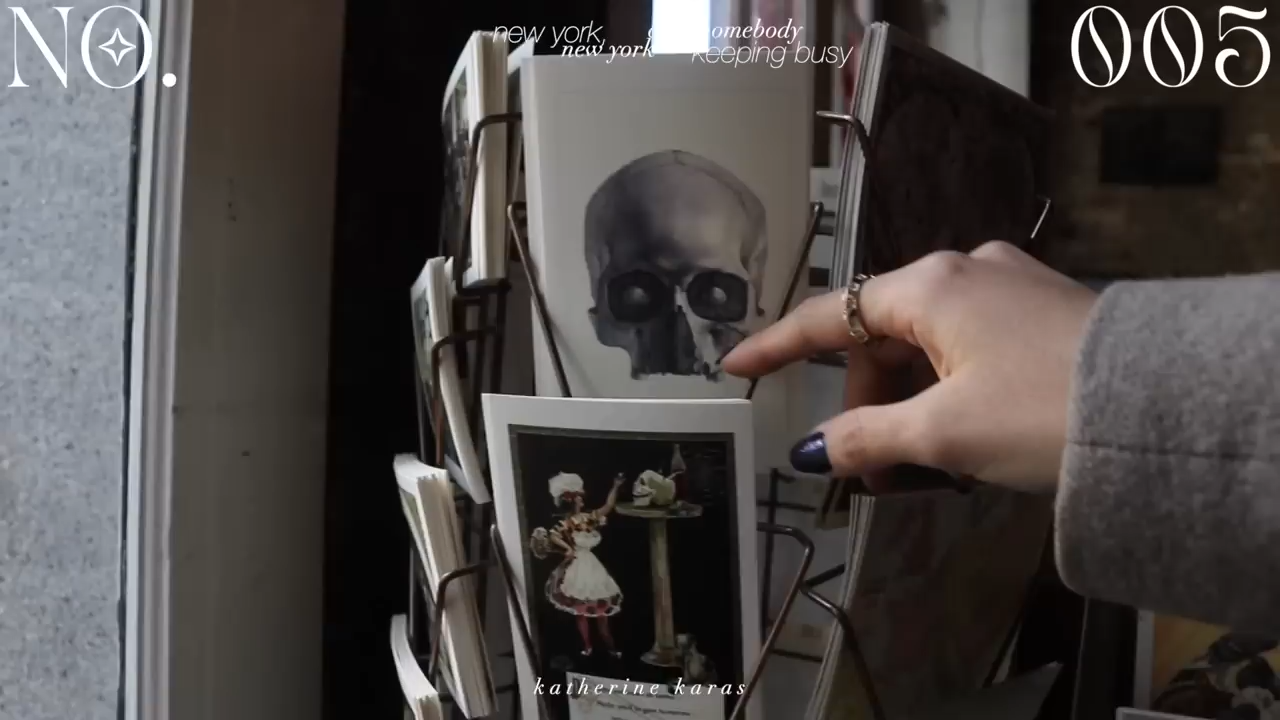 NO.
005
new york,
new york
omebody
keeping busy
katherine karas